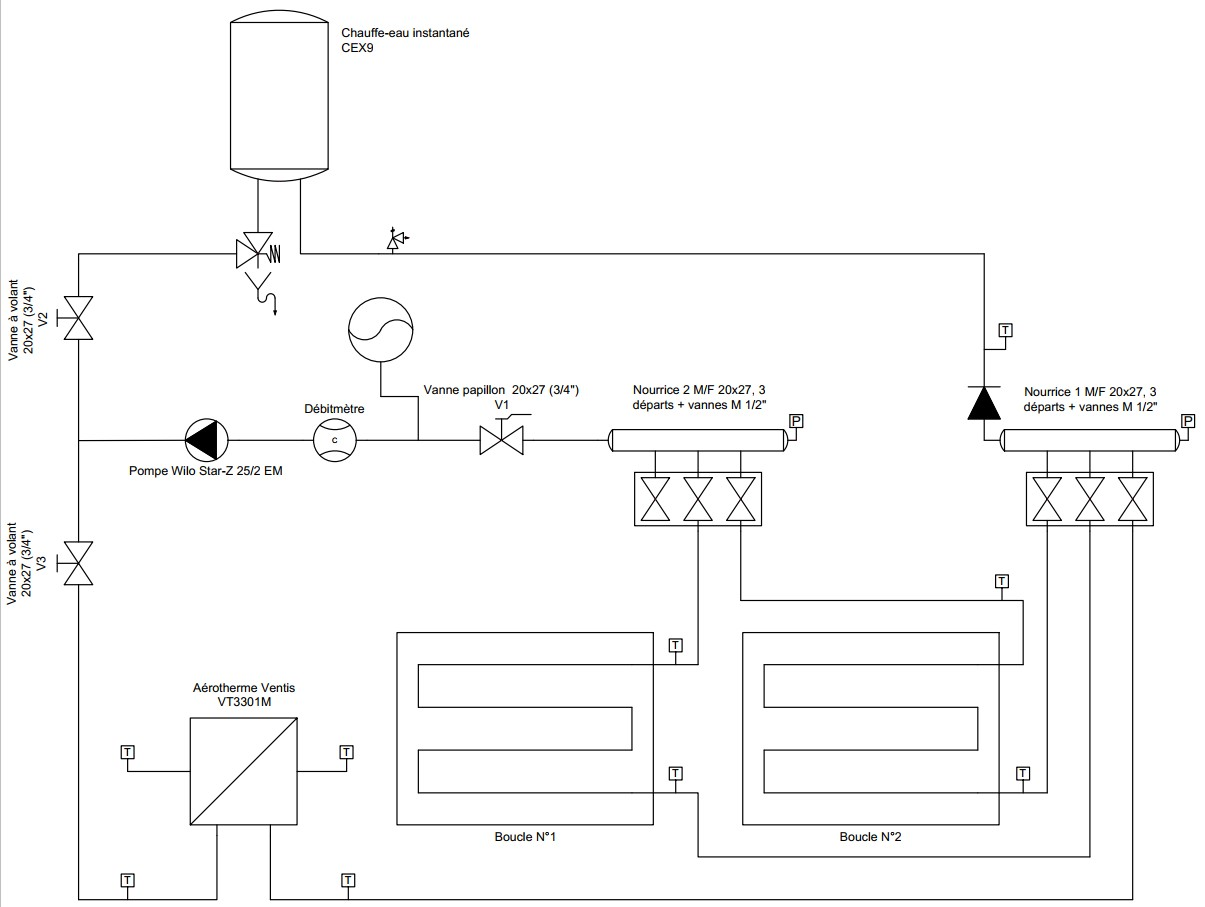 Chauffe-eau instantané
CEX9
Vanne à volant
20x27 (3/4")
V2
T
Vanne papillon 20x27 (3/4")
V1
Nourrice 2 M/F 20x27, 3
départs + vannes M 1/2"
Nourrice 1 M/F 20x27, 3
départs + vannes M 1/2"
Débitmètre
P
P
C
Pompe Wilo Star-Z 25/2 EM
Vanne à volant
20x27 (3/4")
V3
T
T
Aérotherme Ventis
VT3301M
T
T
T
T
Boucle N°1
Boucle N°2
T
T